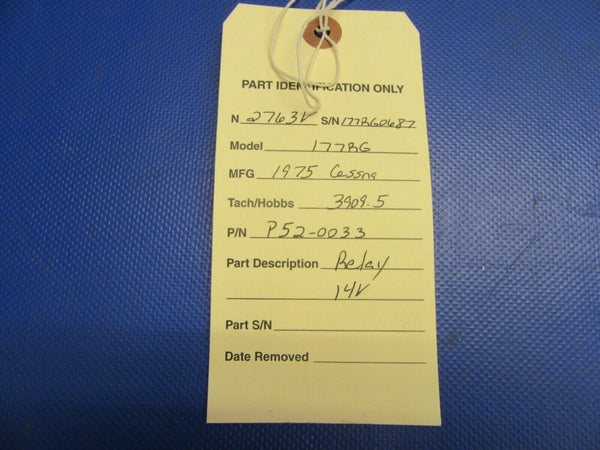 PART IDENTIFICATION ONLY
N 2763V S/N 177RG0687
Model 177RG
MFG 1975 Cessna
Tach/Hobbs 3909.5
P/N P52-0033
Part Description Relay
14V
Part S/N
Date Removed